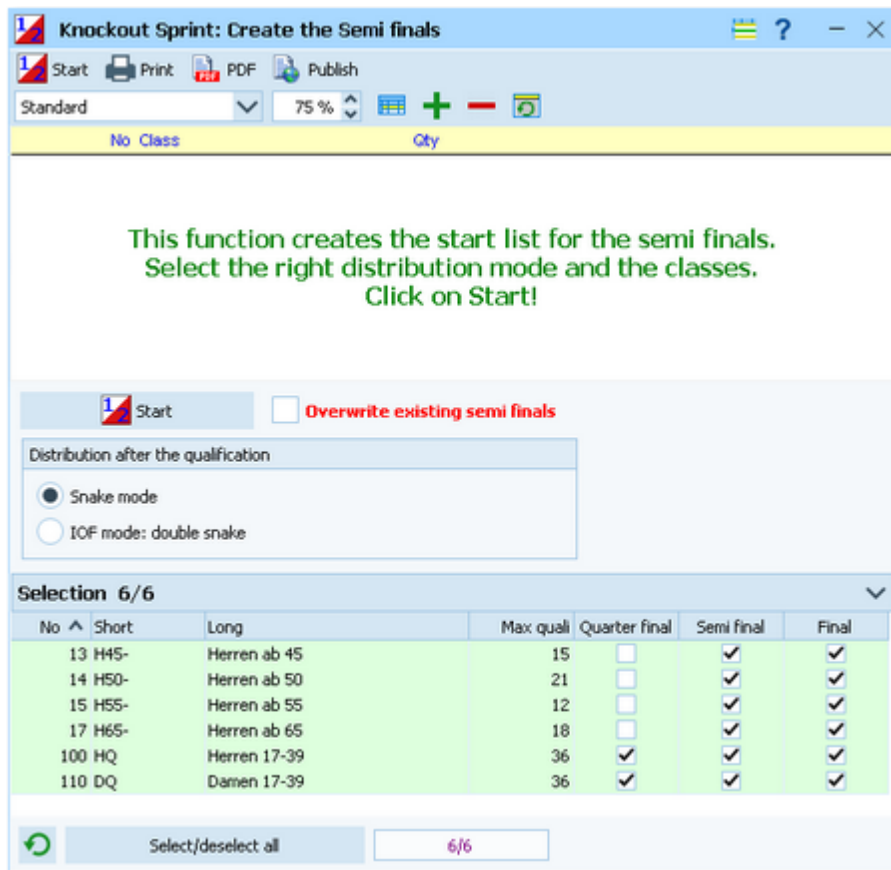 Knockout Sprint: Create the Semi finals
Start Print PDF Publish
Standard 75 %
No Class Qty
This function creates the start list for the semi finals.
Select the right distribution mode and the classes.
Click on Start!
Start Overwrite existing semi finals
Distribution after the qualification
Snake mode
IOF mode: double snake
Selection 6/6
No Short Long Max quali Quarter final Semi final Final
13 H45- Herren ab 45 15
14 H50- Herren ab 50 21
15 H55- Herren ab 55 12
17 H65- Herren ab 65 18
100 HQ Herren 17-39 36
110 DQ Damen 17-39 36
Select/deselect all 6/6